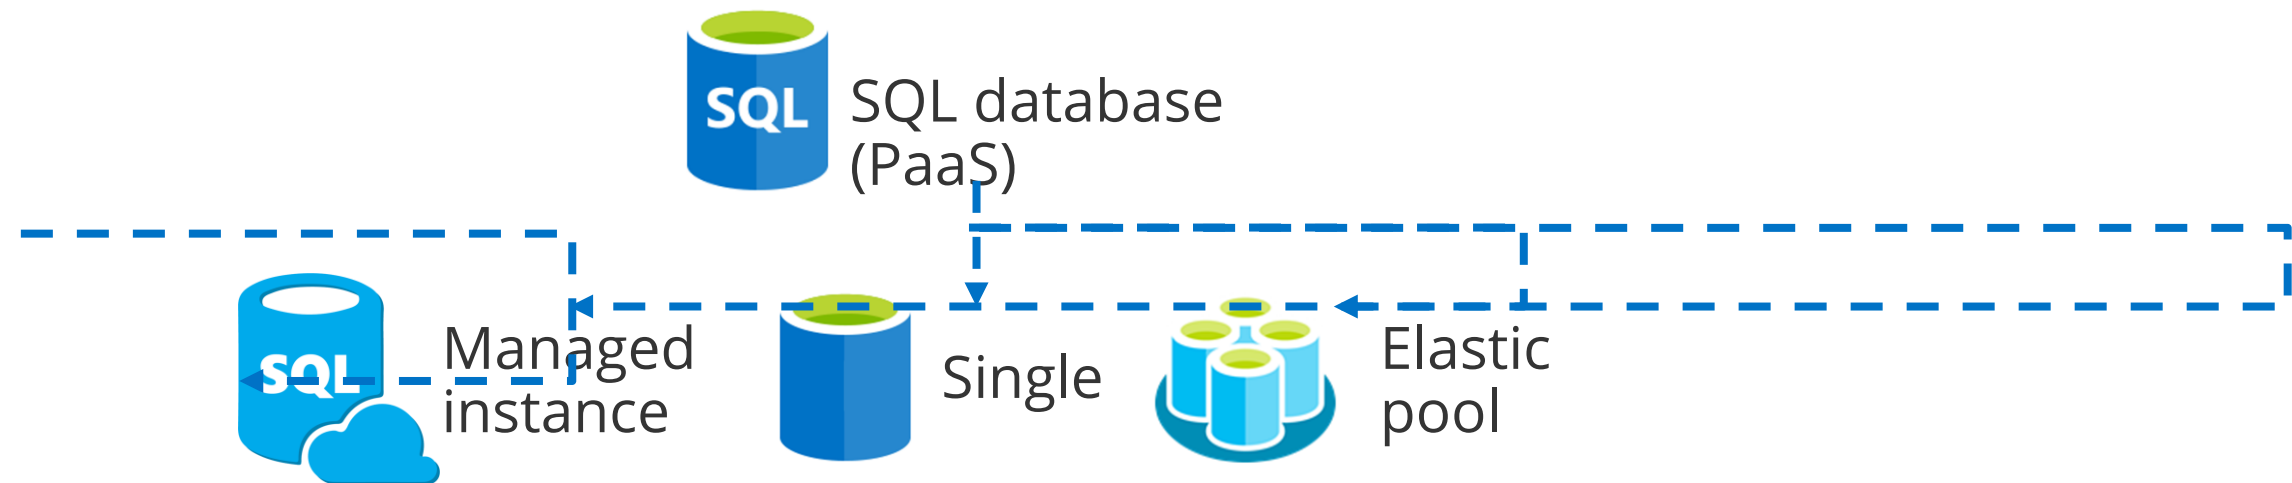 SQL
SQL database
(PaaS)
SQL
Managed
instance
Single
Elastic
pool